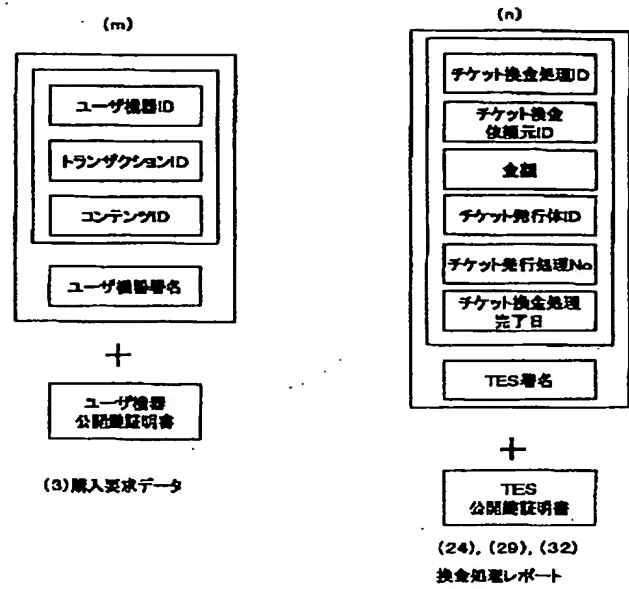 (m)
ユーザ機器ID
トランザクションID
コンテンツID
ユーザ機器署名
+
ユーザ機器
公開鍵証明書
(3)購入要求データ
(n)
チケット換金処理ID
チケット換金
依頼元ID
金額
チケット発行体ID
チケット発行処理No
チケット換金処理
完了日
TES署名
+
TES
公開鍵証明書
(24), (29), (32)
換金処理レポート